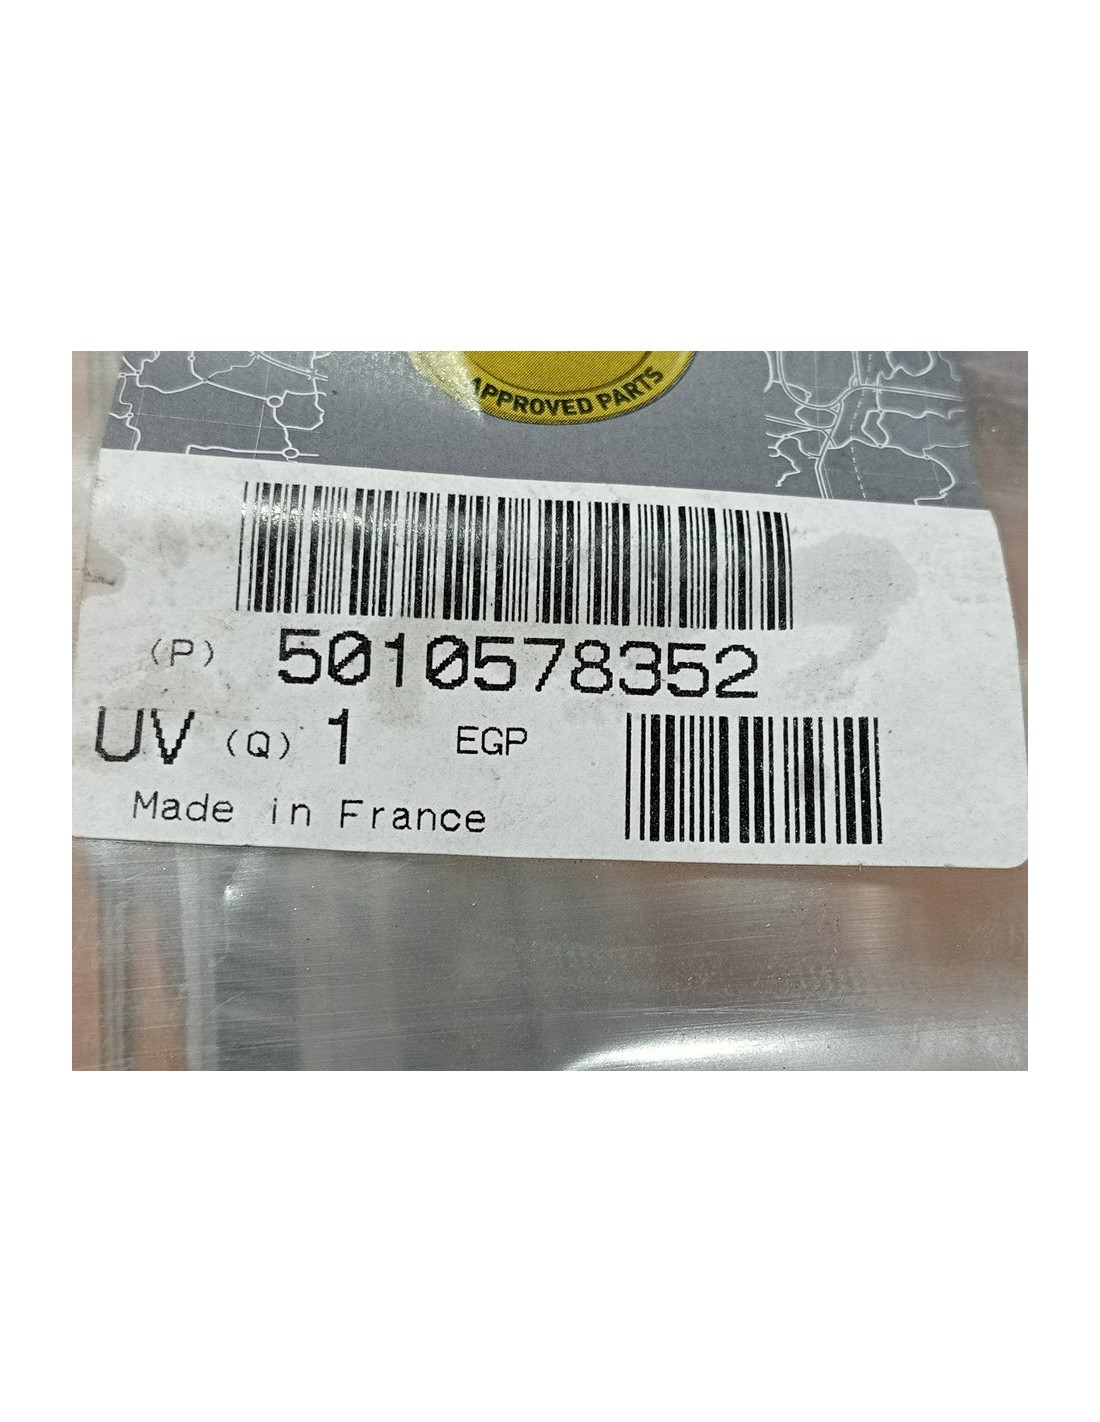 APPROVED PARTS
(P) 5010578352
UV (Q) 1 EGP
Made in France